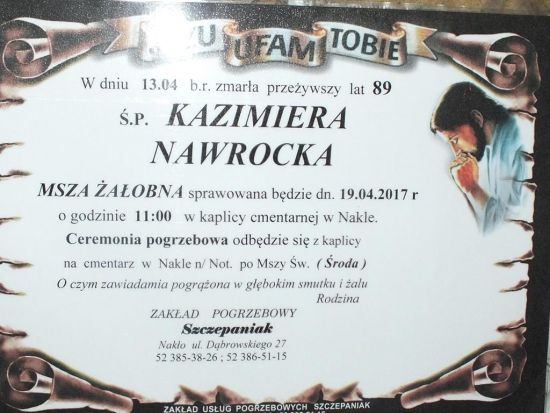 UFAM TOBIE
W dniu 13.04 b.r. zmarła przeżywszy lat 89
Ś.P. KAZIMIERA
NAWROCKA
MSZA ŻAŁOBNA sprawowana będzie dn. 19.04.2017 r
o godzinie 11:00 w kaplicy cmentarnej w Nakle.
Ceremonia pogrzebowa odbędzie się z kaplicy
na cmentarz w Nakle n/ Not. po Mszy Św. ( Środa )
O czym zawiadamia pogrążona w głębokim smutku i żalu
Rodzina
ZAKŁAD POGRZEBOWY
Szczepaniak
Nakło ul. Dąbrowskiego 27
52 385-38-26 ; 52 386-51-15
ZAKŁAD USŁUG POGRZEBOWYCH SZCZEPANIAK